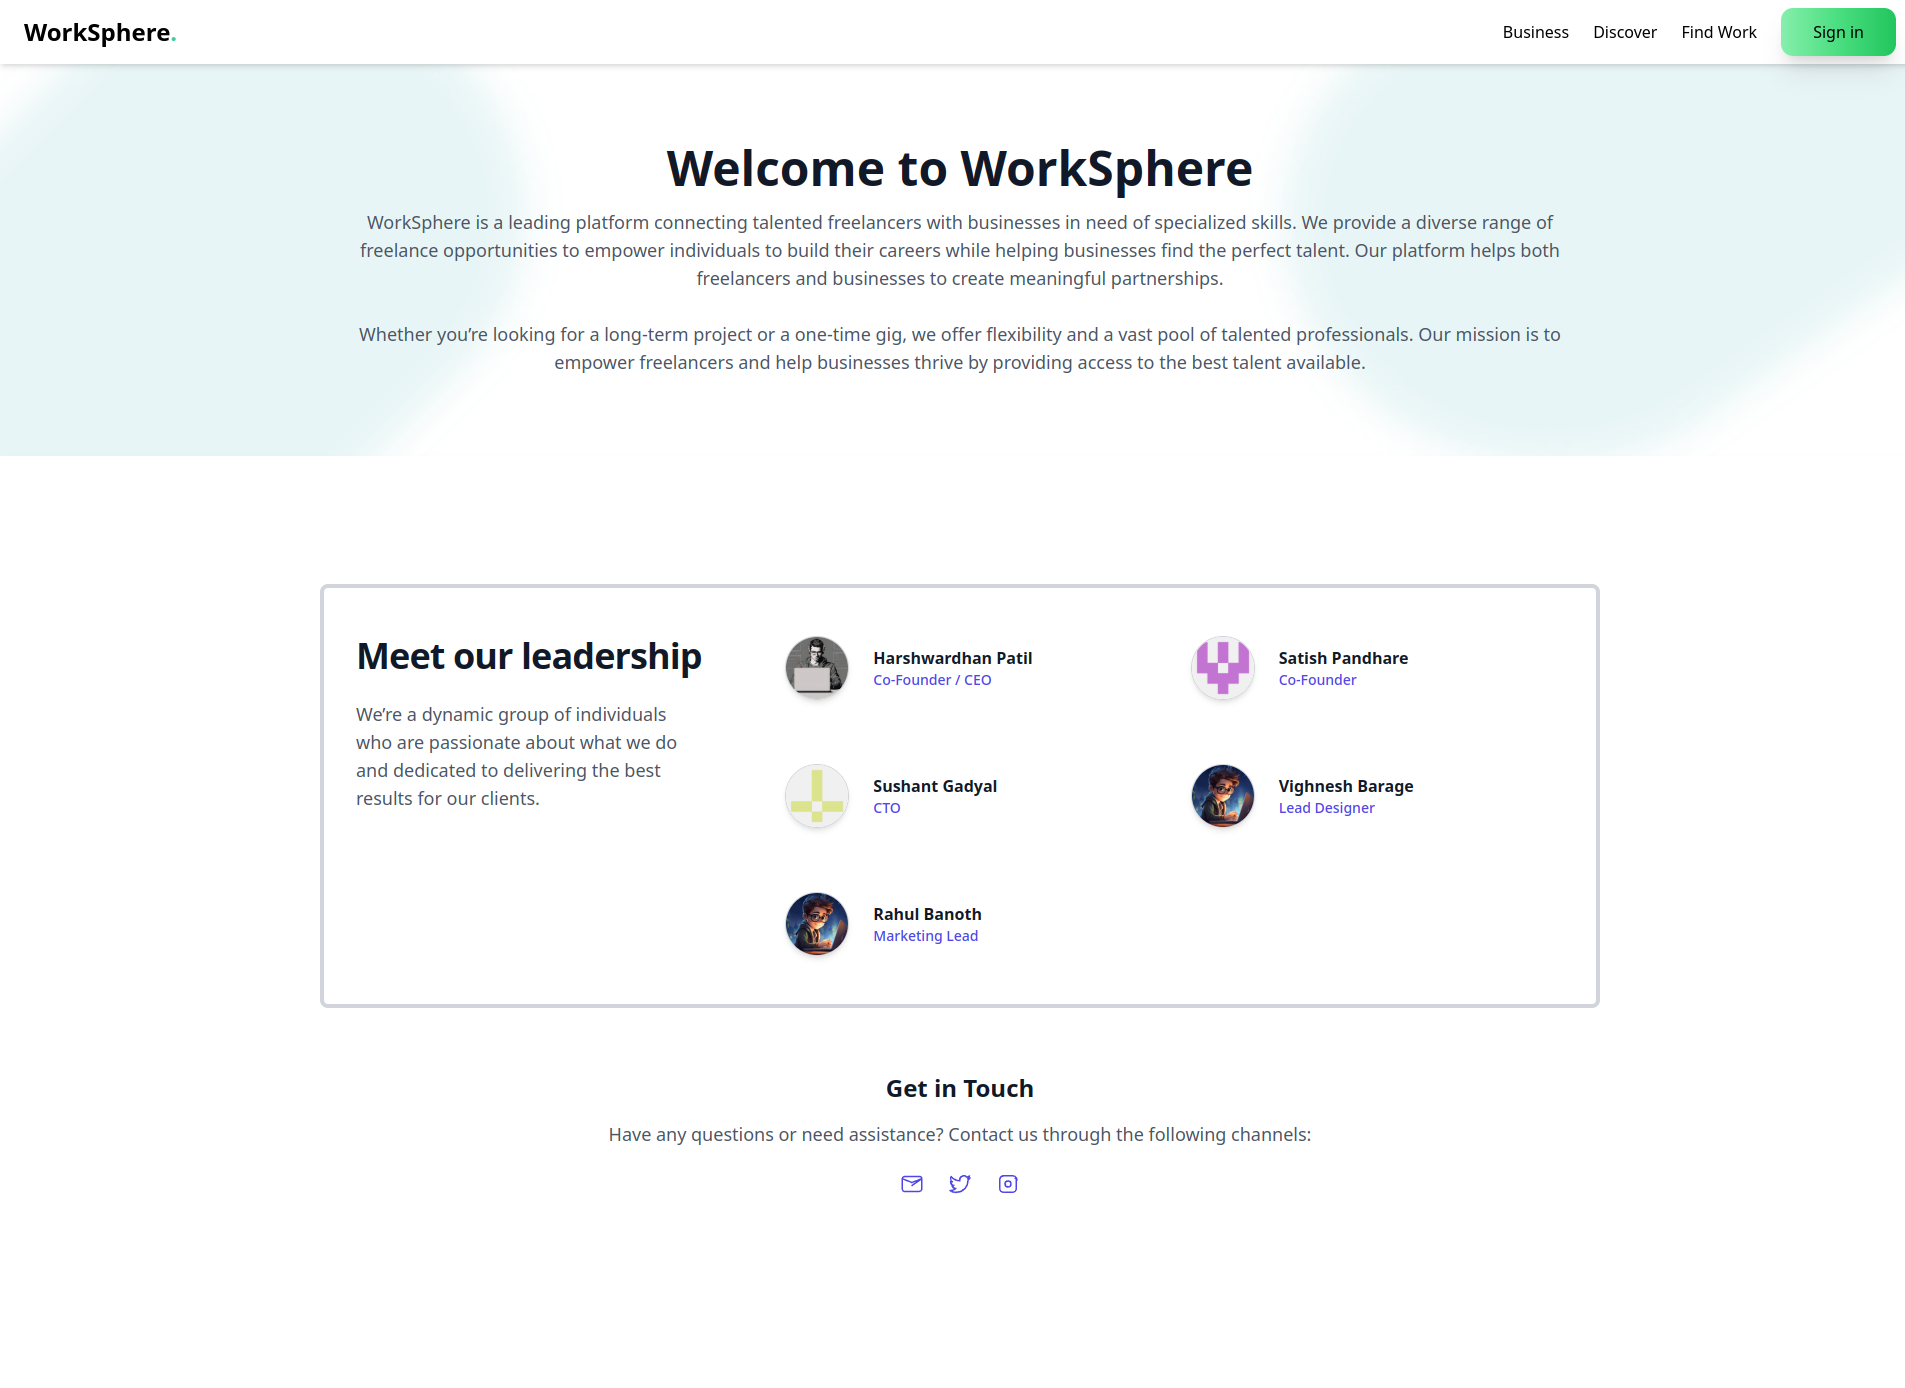 WorkSphere.
Business
Discover
Find Work
Sign in
Welcome to WorkSphere
WorkSphere is a leading platform connecting talented freelancers with businesses in need of specialized skills. We provide a diverse range of
freelance opportunities to empower individuals to build their careers while helping businesses find the perfect talent. Our platform helps both
freelancers and businesses to create meaningful partnerships.
Whether you’re looking for a long-term project or a one-time gig, we offer flexibility and a vast pool of talented professionals. Our mission is to
empower freelancers and help businesses thrive by providing access to the best talent available.
Meet our leadership
We’re a dynamic group of individuals
who are passionate about what we do
and dedicated to delivering the best
results for our clients.
Harshwardhan Patil
Co-Founder / CEO
Satish Pandhare
Co-Founder
Sushant Gadyal
CTO
Vighnesh Barage
Lead Designer
Rahul Banoth
Marketing Lead
Get in Touch
Have any questions or need assistance? Contact us through the following channels: